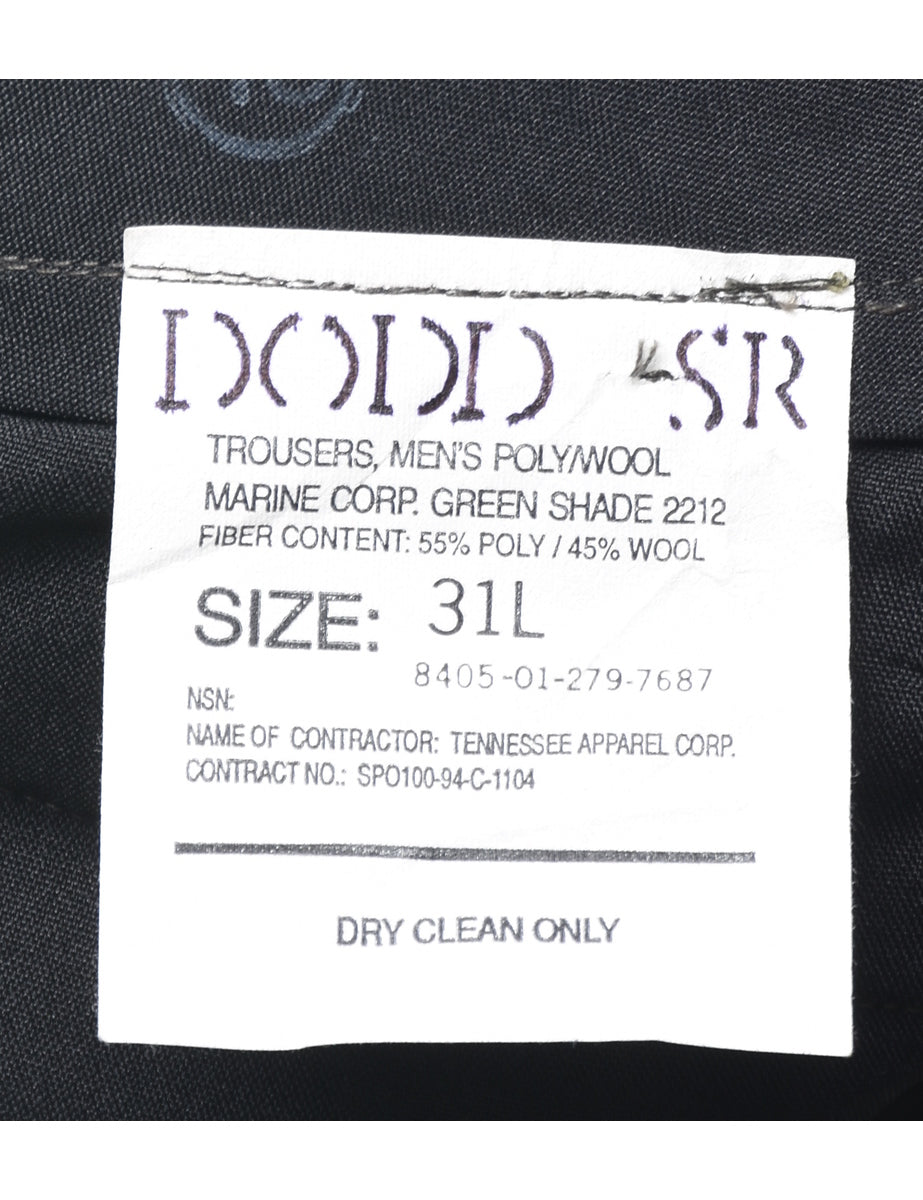 DODD SR
TROUSERS, MEN'S POLY/WOOL
MARINE CORP. GREEN SHADE 2212
FIBER CONTENT: 55% POLY / 45% WOOL
SIZE: 31L
8405-01-279-7687
NSN:
NAME OF CONTRACTOR: TENNESSEE APPAREL CORP.
CONTRACT NO.: SPO100-94-C-1104
DRY CLEAN ONLY